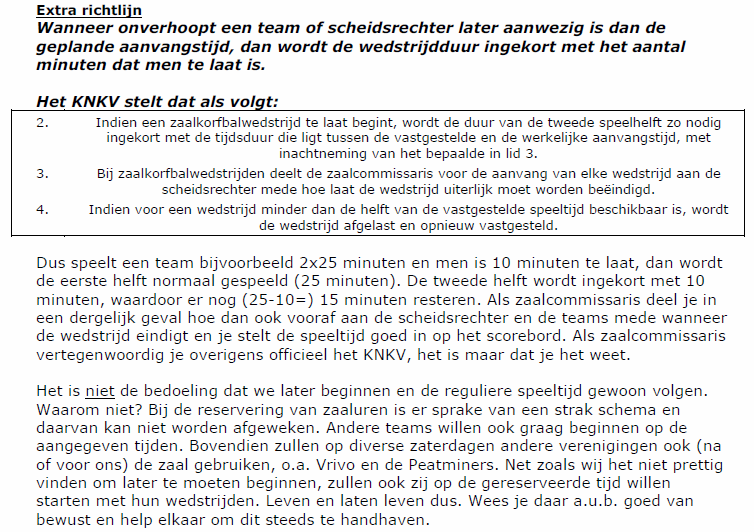 Extra richtlijn
Wanneer onverhoopt een team of scheidsrechter later aanwezig is dan de
geplande aanvangstijd, dan wordt de wedstrijdduur ingekort met het aantal
minuten dat men te laat is.
Het KNKV stelt dat als volgt:
2. Indien een zaalkorfbalwedstrijd te laat begint, wordt de duur van de tweede speelhelft zo nodig
ingekort met de tijdsduur die ligt tussen de vastgestelde en de werkelijke aanvangstijd, met
inachtneming van het bepaalde in lid 3.
3. Bij zaalkorfbalwedstrijden deelt de zaalcommissaris voor de aanvang van elke wedstrijd aan de
scheidsrechter mede hoe laat de wedstrijd uiterlijk moet worden beëindigd.
4. Indien voor een wedstrijd minder dan de helft van de vastgestelde speeltijd beschikbaar is, wordt
de wedstrijd afgelast en opnieuw vastgesteld.
Dus speelt een team bijvoorbeeld 2x25 minuten en men is 10 minuten te laat, dan wordt
de eerste helft normaal gespeeld (25 minuten). De tweede helft wordt ingekort met 10
minuten, waardoor er nog (25-10=) 15 minuten resteren. Als zaalcommissaris deel je in
een dergelijk geval hoe dan ook vooraf aan de scheidsrechter en de teams mede wanneer
de wedstrijd eindigt en je stelt de speeltijd goed in op het scorebord. Als zaalcommissaris
vertegenwoordig je overigens officieel het KNKV, het is maar dat je het weet.
Het is niet de bedoeling dat we later beginnen en de reguliere speeltijd gewoon volgen.
Waarom niet? Bij de reservering van zaaluren is er sprake van een strak schema en
daarvan kan niet worden afgeweken. Andere teams willen ook graag beginnen op de
aangegeven tijden. Bovendien zullen op diverse zaterdagen andere verenigingen ook (na
of voor ons) de zaal gebruiken, o.a. Vrivo en de Peatminers. Net zoals wij het niet prettig
vinden om later te moeten beginnen, zullen ook zij op de gereserveerde tijd willen
starten met hun wedstrijden. Leven en laten leven dus. Wees je daar a.u.b. goed van
bewust en help elkaar om dit steeds te handhaven.